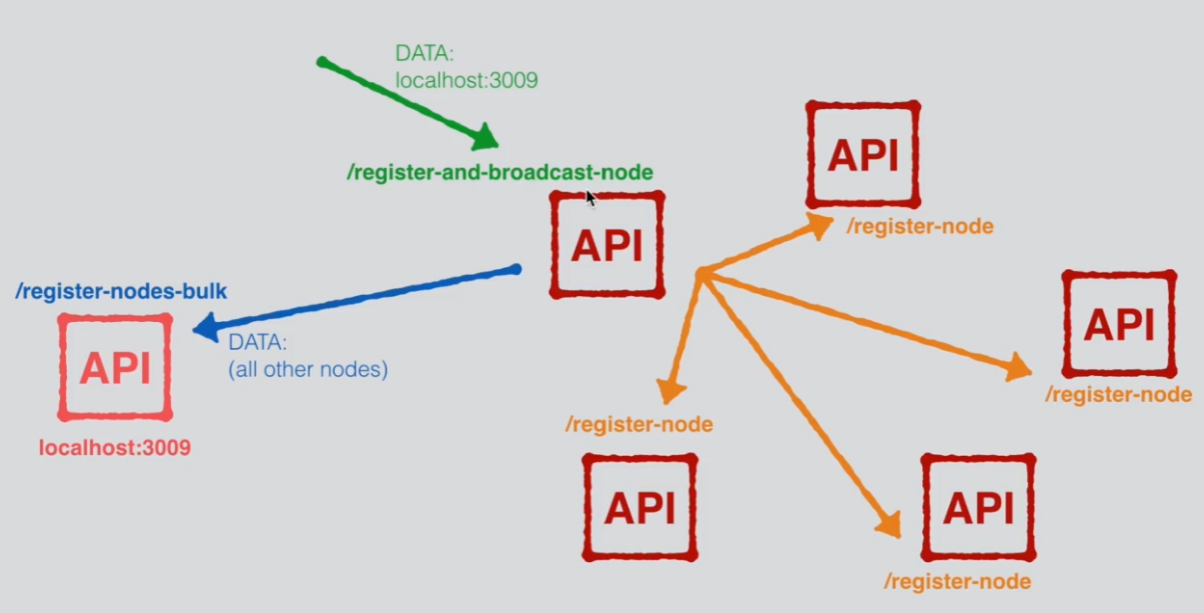 DATA:
localhost:3009
/register-and-broadcast-node
API
/register-node
API
/register-nodes-bulk
API
DATA:
(all other nodes)
localhost:3009
API
/register-node
/register-node
API
API
/register-node